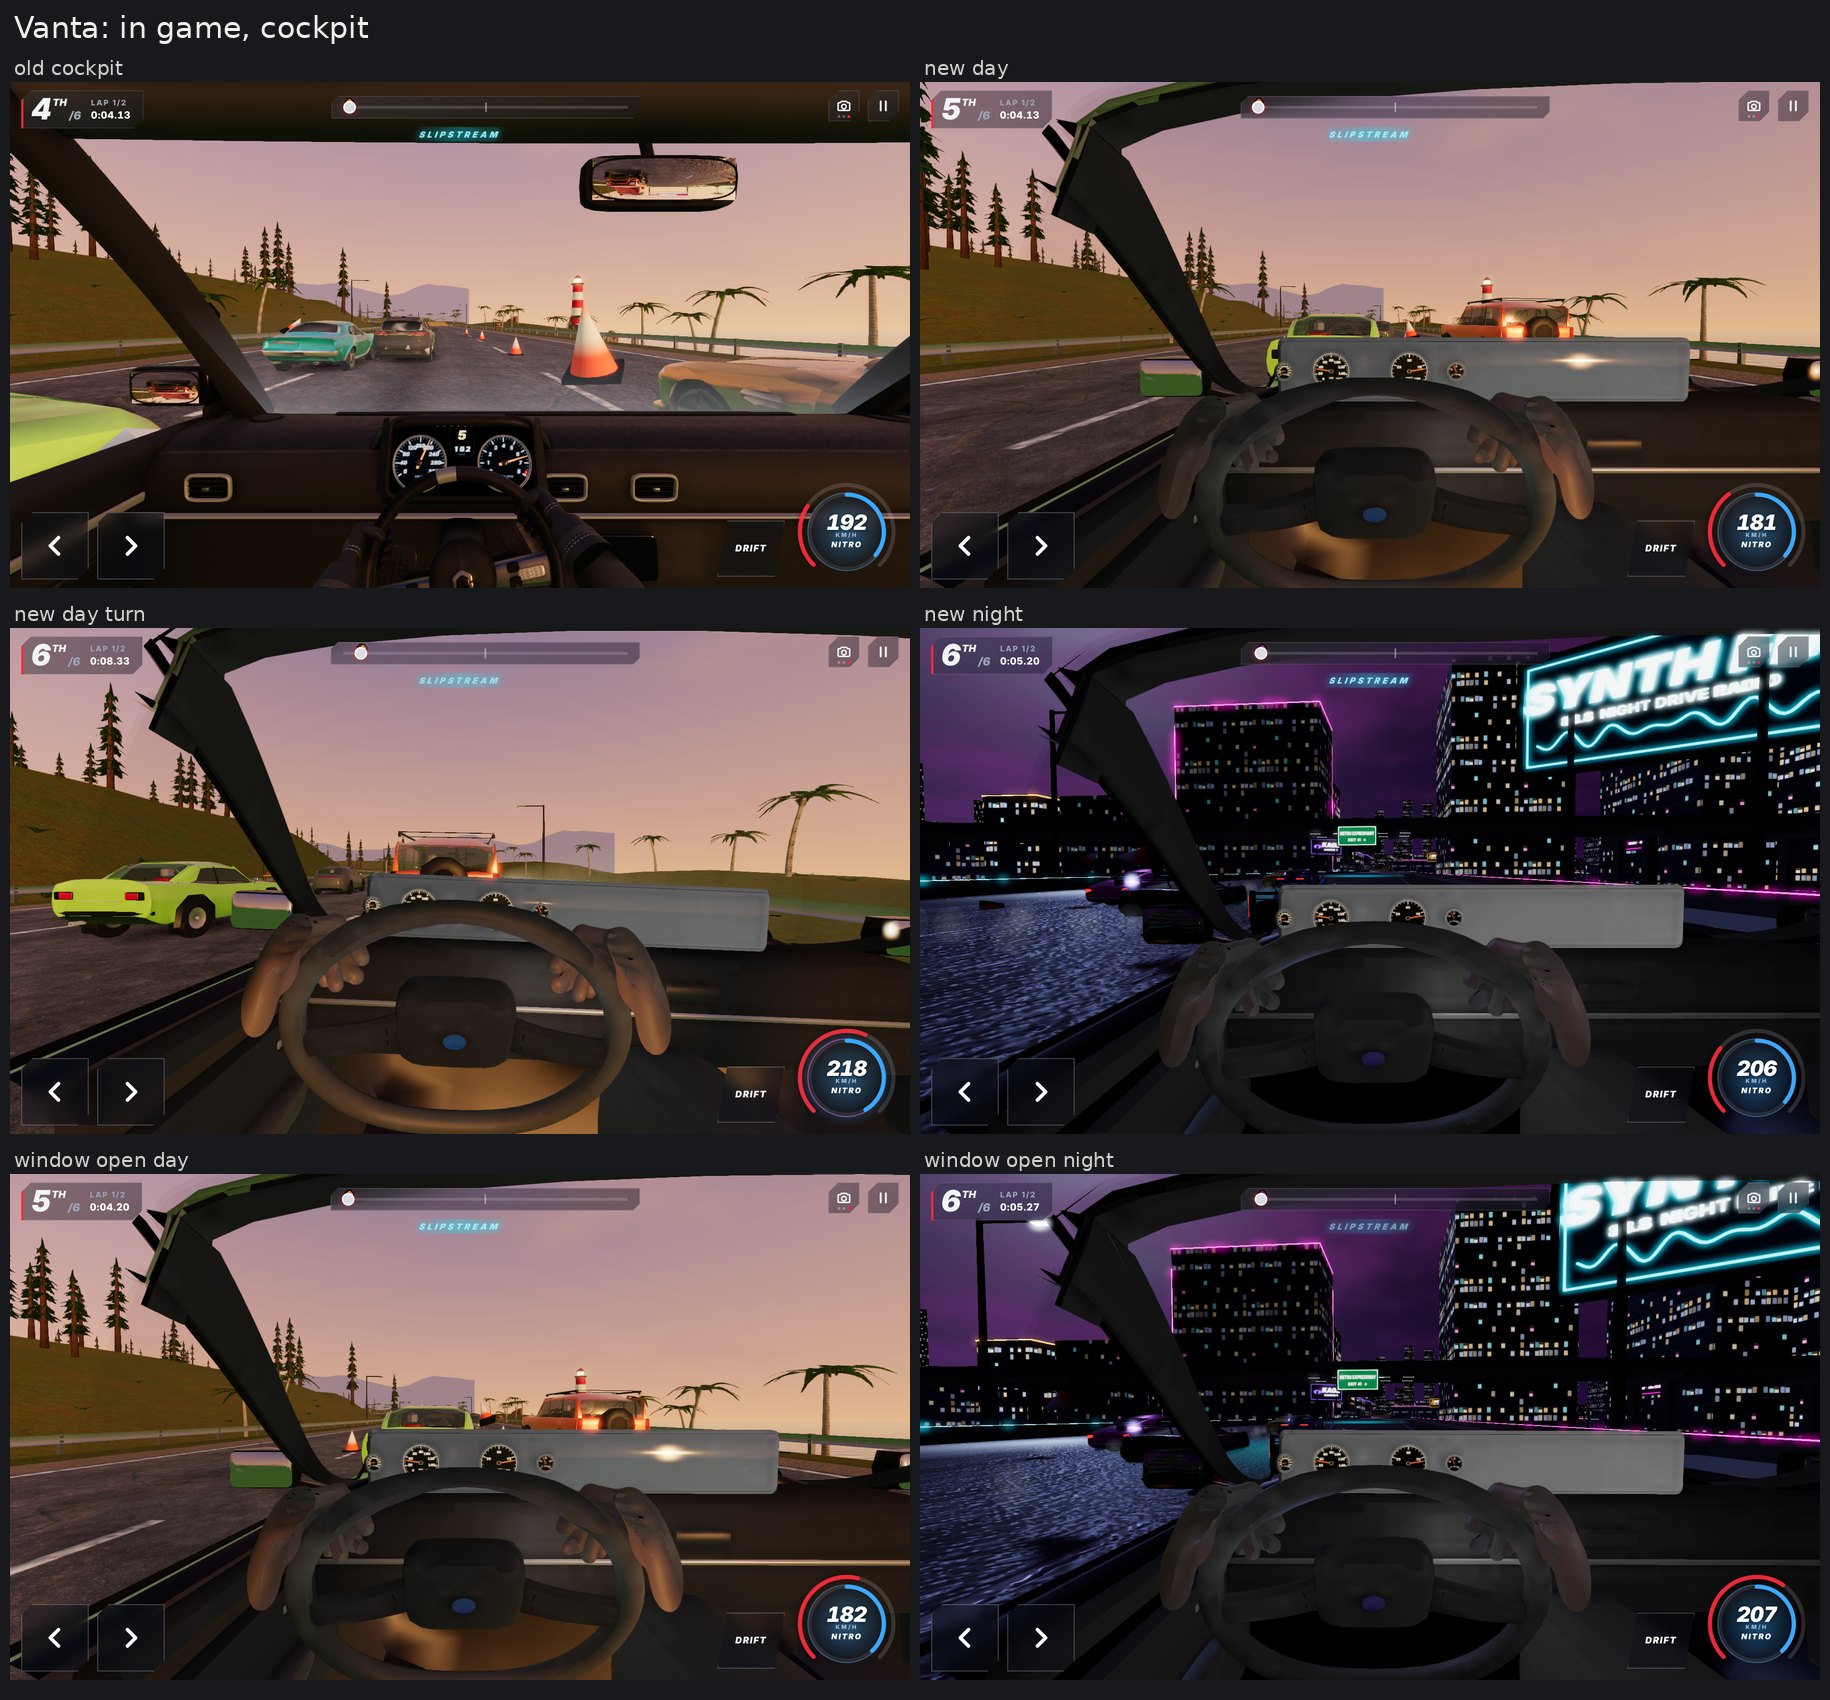 Vanta: in game, cockpit
old cockpit
4TH /6 LAP 1/2 0:04.13
SLIPSTREAM
5
192 KM/H NITRO
DRIFT
new day
5TH /6 LAP 1/2 0:04.13
SLIPSTREAM
181 KM/H NITRO
DRIFT
new day turn
6TH /6 LAP 1/2 0:08.33
SLIPSTREAM
218 KM/H NITRO
DRIFT
new night
6TH /6 LAP 1/2 0:05.20
SLIPSTREAM
SYNTH
NIGHT DRIVE RADIO
206 KM/H NITRO
DRIFT
window open day
5TH /6 LAP 1/2 0:04.20
SLIPSTREAM
182 KM/H NITRO
DRIFT
window open night
6TH /6 LAP 1/2 0:05.27
SLIPSTREAM
NIGHT
207 KM/H NITRO
DRIFT